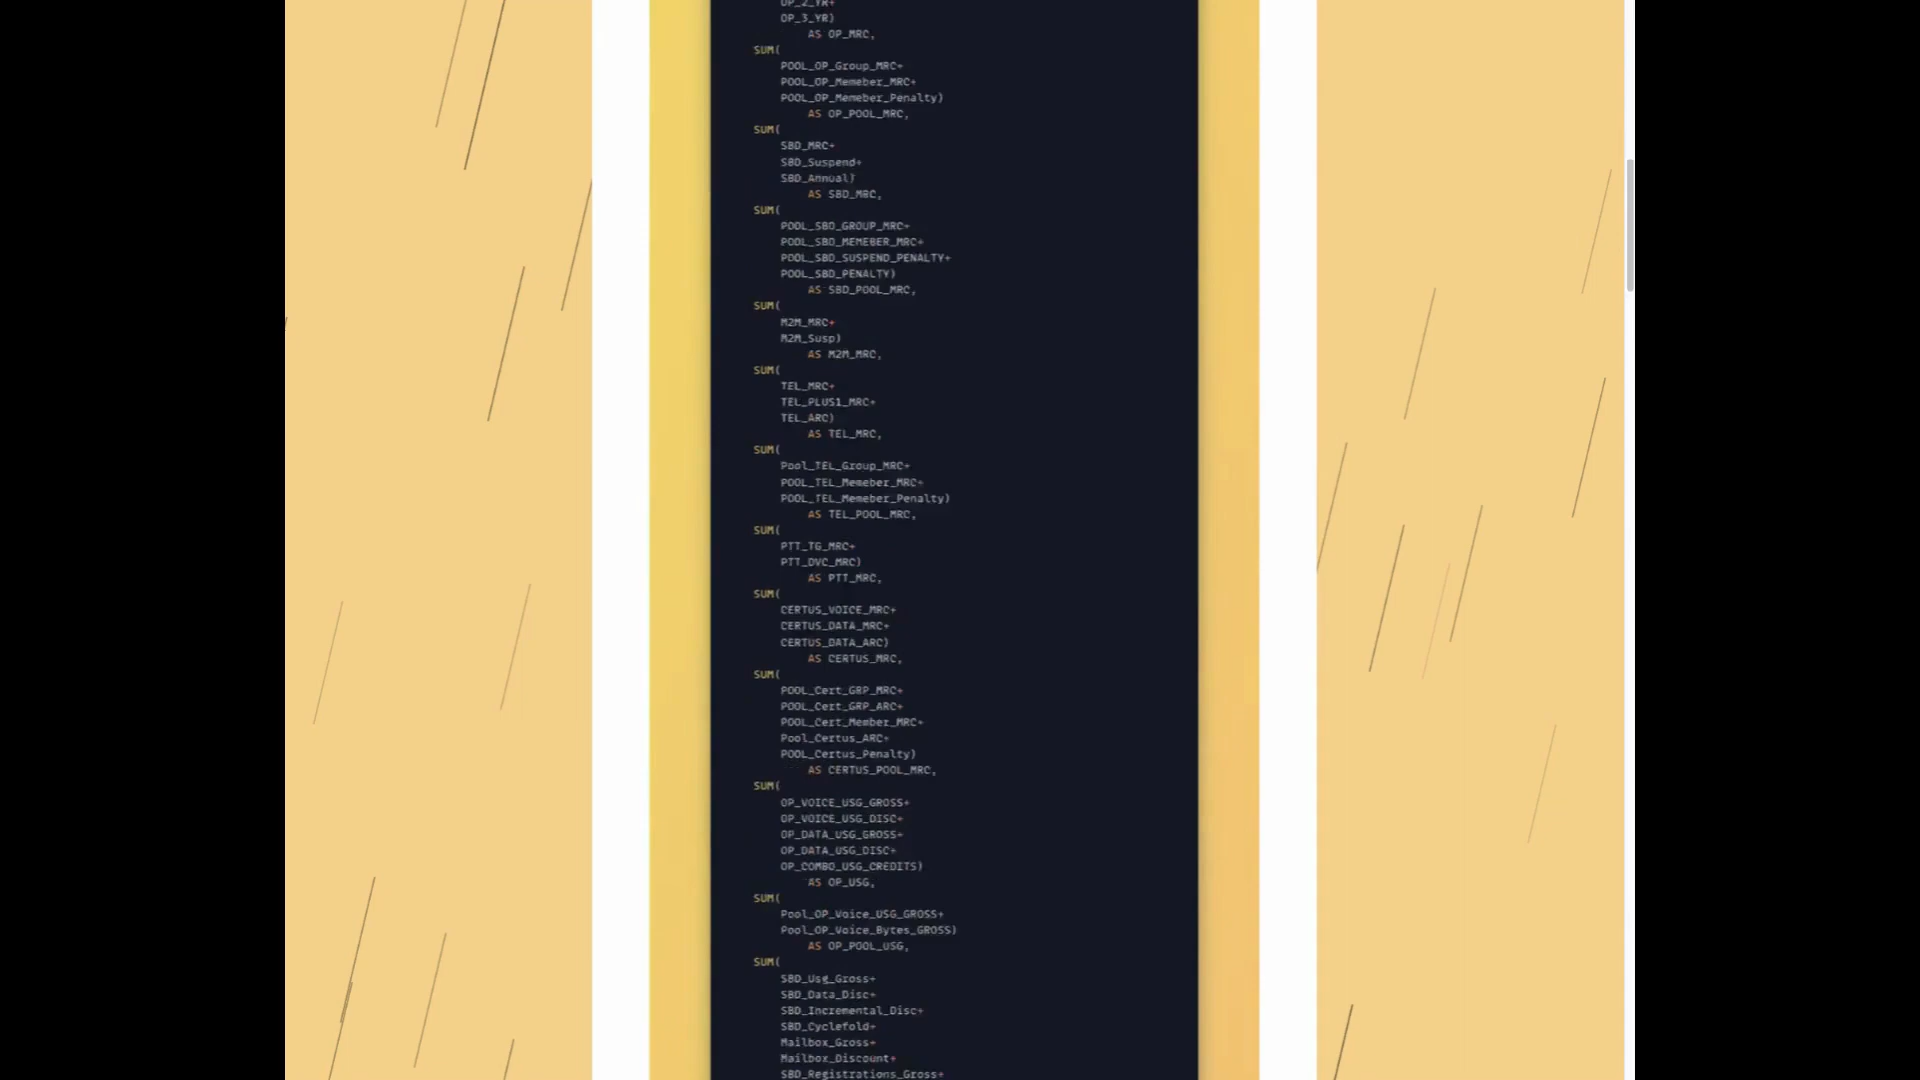 OP_2_YR+
OP_3_YR)
AS OP_MRC,
SUM(
POOL_OP_Group_MRC+
POOL_OP_Memeber_MRC+
POOL_OP_Memeber_Penalty)
AS OP_POOL_MRC,
SUM(
SBD_MRC+
SBD_Suspend+
SBD_Annual)
AS SBD_MRC,
SUM(
POOL_SBD_GROUP_MRC+
POOL_SBD_MEMEBER_MRC+
POOL_SBD_SUSPEND_PENALTY+
POOL_SBD_PENALTY)
AS SBD_POOL_MRC,
SUM(
M2M_MRC+
M2M_Susp)
AS M2M_MRC,
SUM(
TEL_MRC+
TEL_PLUS1_MRC+
TEL_ARC)
AS TEL_MRC,
SUM(
Pool_TEL_Group_MRC+
POOL_TEL_Memeber_MRC+
POOL_TEL_Memeber_Penalty)
AS TEL_POOL_MRC,
SUM(
PTT_TG_MRC+
PTT_DVC_MRC)
AS PTT_MRC,
SUM(
CERTUS_VOICE_MRC+
CERTUS_DATA_MRC+
CERTUS_DATA_ARC)
AS CERTUS_MRC,
SUM(
POOL_Cert_GRP_MRC+
POOL_Cert_GRP_ARC+
POOL_Cert_Member_MRC+
Pool_Certus_ARC+
POOL_Certus_Penalty)
AS CERTUS_POOL_MRC,
SUM(
OP_VOICE_USG_GROSS+
OP_VOICE_USG_DISC+
OP_DATA_USG_GROSS+
OP_DATA_USG_DISC+
OP_COMBO_USG_CREDITS)
AS OP_USG,
SUM(
Pool_OP_Voice_USG_GROSS+
Pool_OP_Voice_Bytes_GROSS)
AS OP_POOL_USG,
SUM(
SBD_Usg_Gross+
SBD_Data_Disc+
SBD_Incremental_Disc+
SBD_Cyclefold+
Mailbox_Gross+
Mailbox_Discount+
SBD_Registrations_Gross+